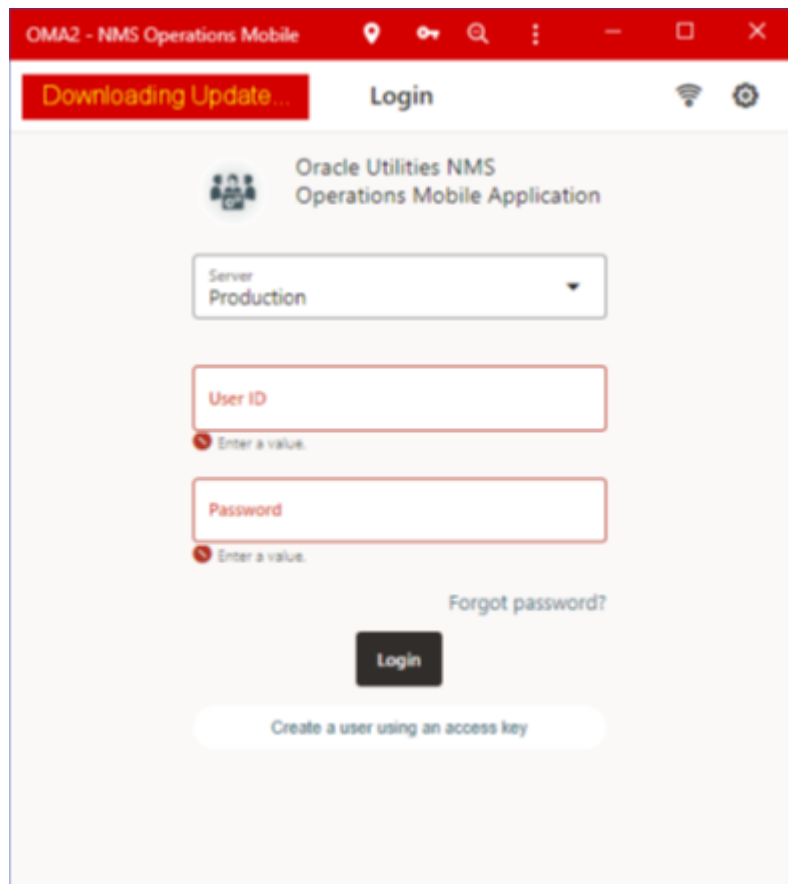 OMA2 - NMS Operations Mobile
Downloading Update...
Login
Oracle Utilities NMS
Operations Mobile Application
Server
Production
User ID
Enter a value.
Password
Enter a value.
Forgot password?
Login
Create a user using an access key